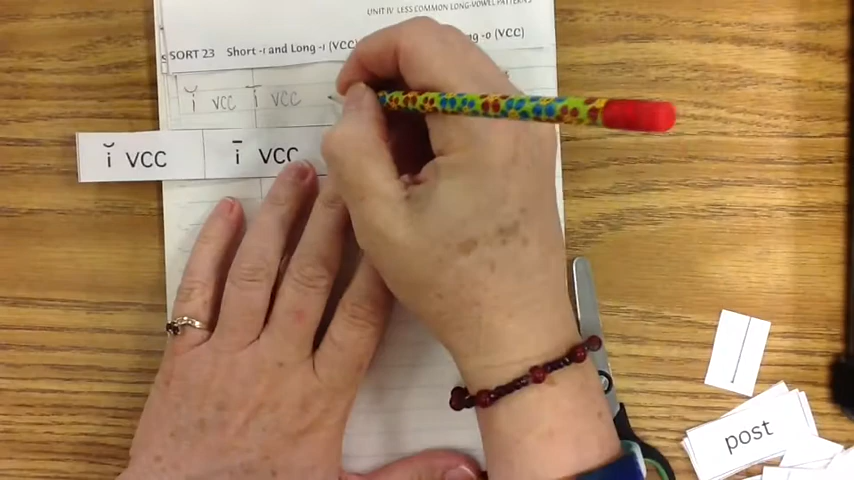 UNIT IV LESS COMMON LONG-VOWEL PATTERNS
SORT 23 Short -i and Long -i (VCC) -o (VCC)
ĭ VCC ī VCC
ĭ VCC ī VCC
post